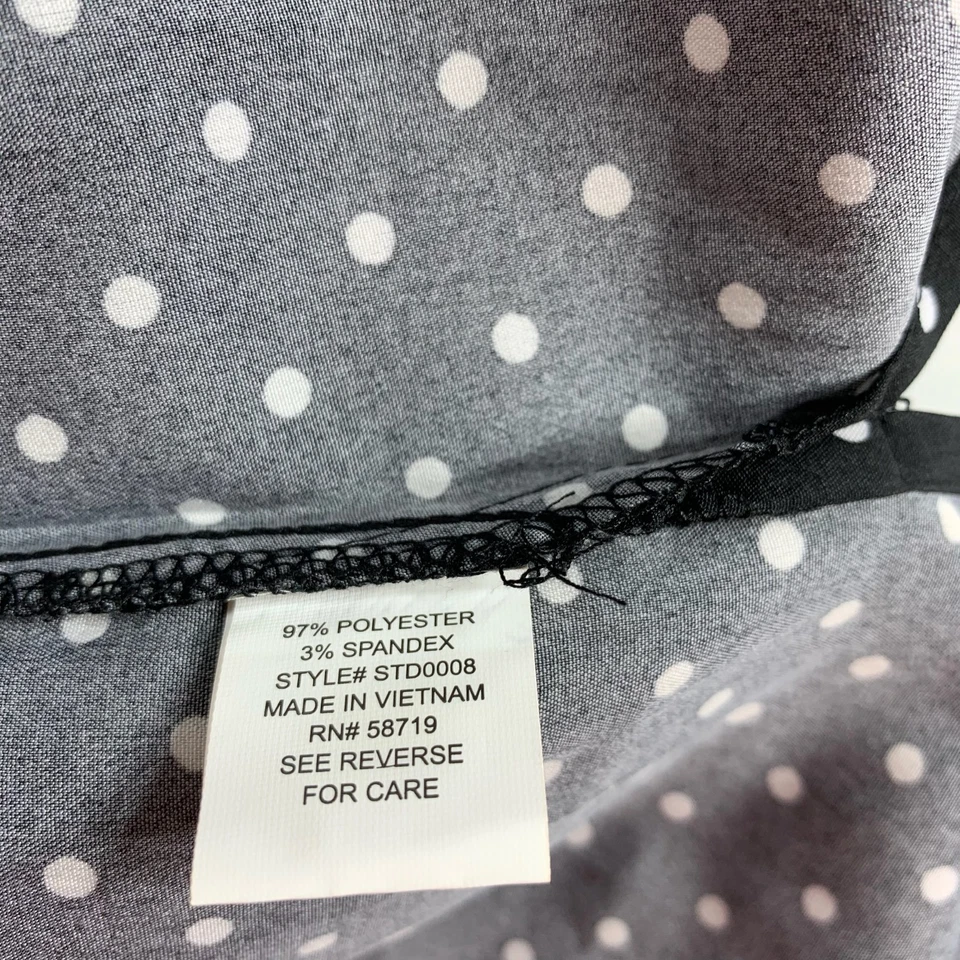 97% POLYESTER
3% SPANDEX
STYLE# STD0008
MADE IN VIETNAM
RN# 58719
SEE REVERSE
FOR CARE